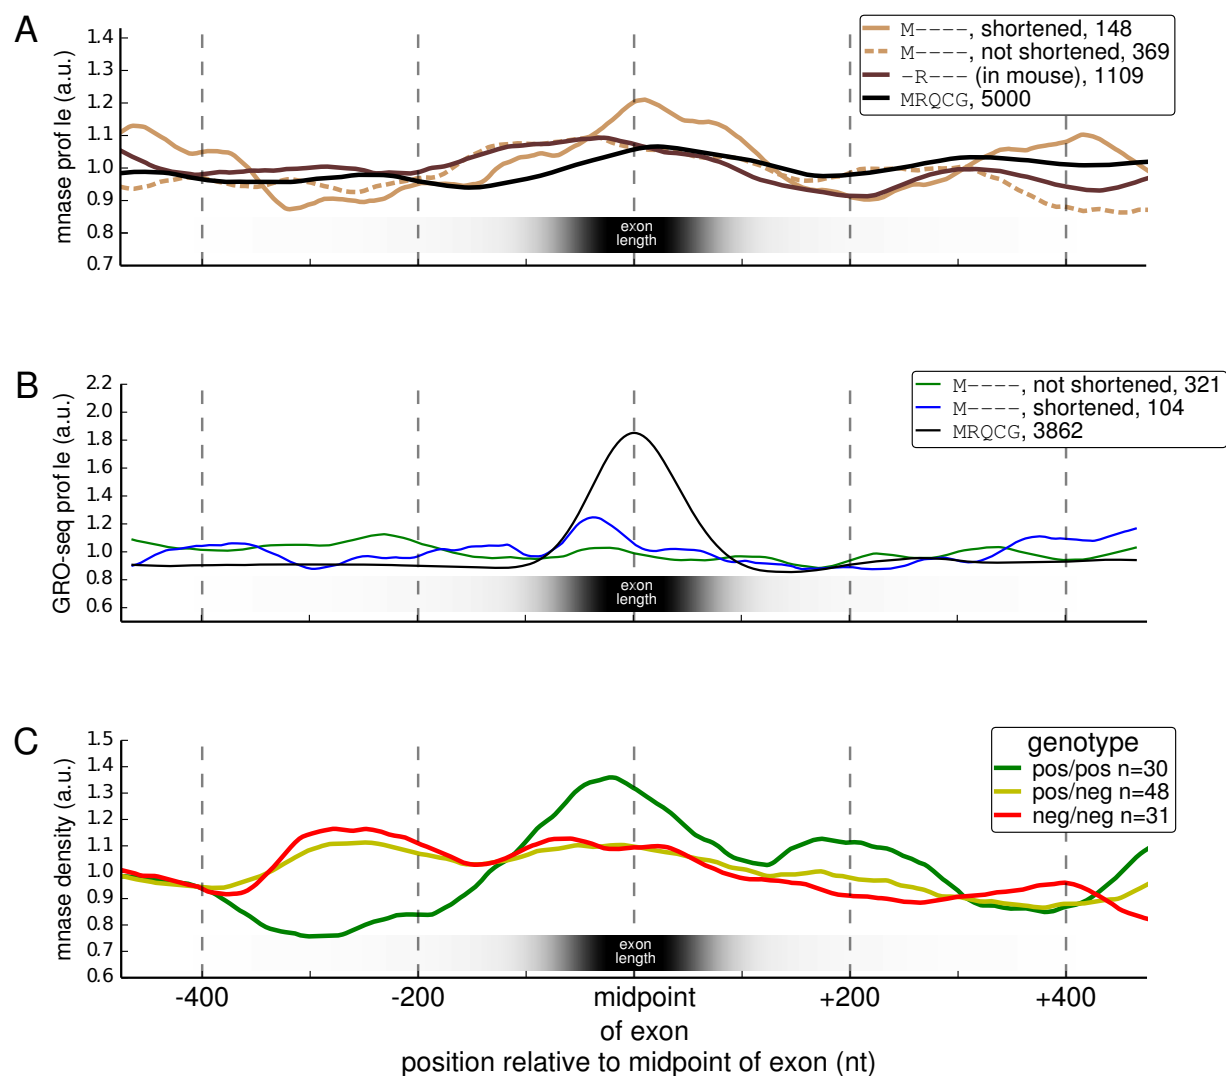 A
mnase prof le (a.u.)
1.4
1.3
1.2
1.1
1.0
0.9
0.8
0.7
M----, shortened, 148
M----, not shortened, 369
-R--- (in mouse), 1109
MRQCG, 5000
exon
length
B
GRO-seq prof le (a.u.)
2.2
2.0
1.8
1.6
1.4
1.2
1.0
0.8
0.6
M----, not shortened, 321
M----, shortened, 104
MRQCG, 3862
exon
length
C
mnase density (a.u.)
1.5
1.4
1.3
1.2
1.1
1.0
0.9
0.8
0.7
0.6
genotype
pos/pos n=30
pos/neg n=48
neg/neg n=31
exon
length
-400 -200 midpoint +200 +400
of exon
position relative to midpoint of exon (nt)